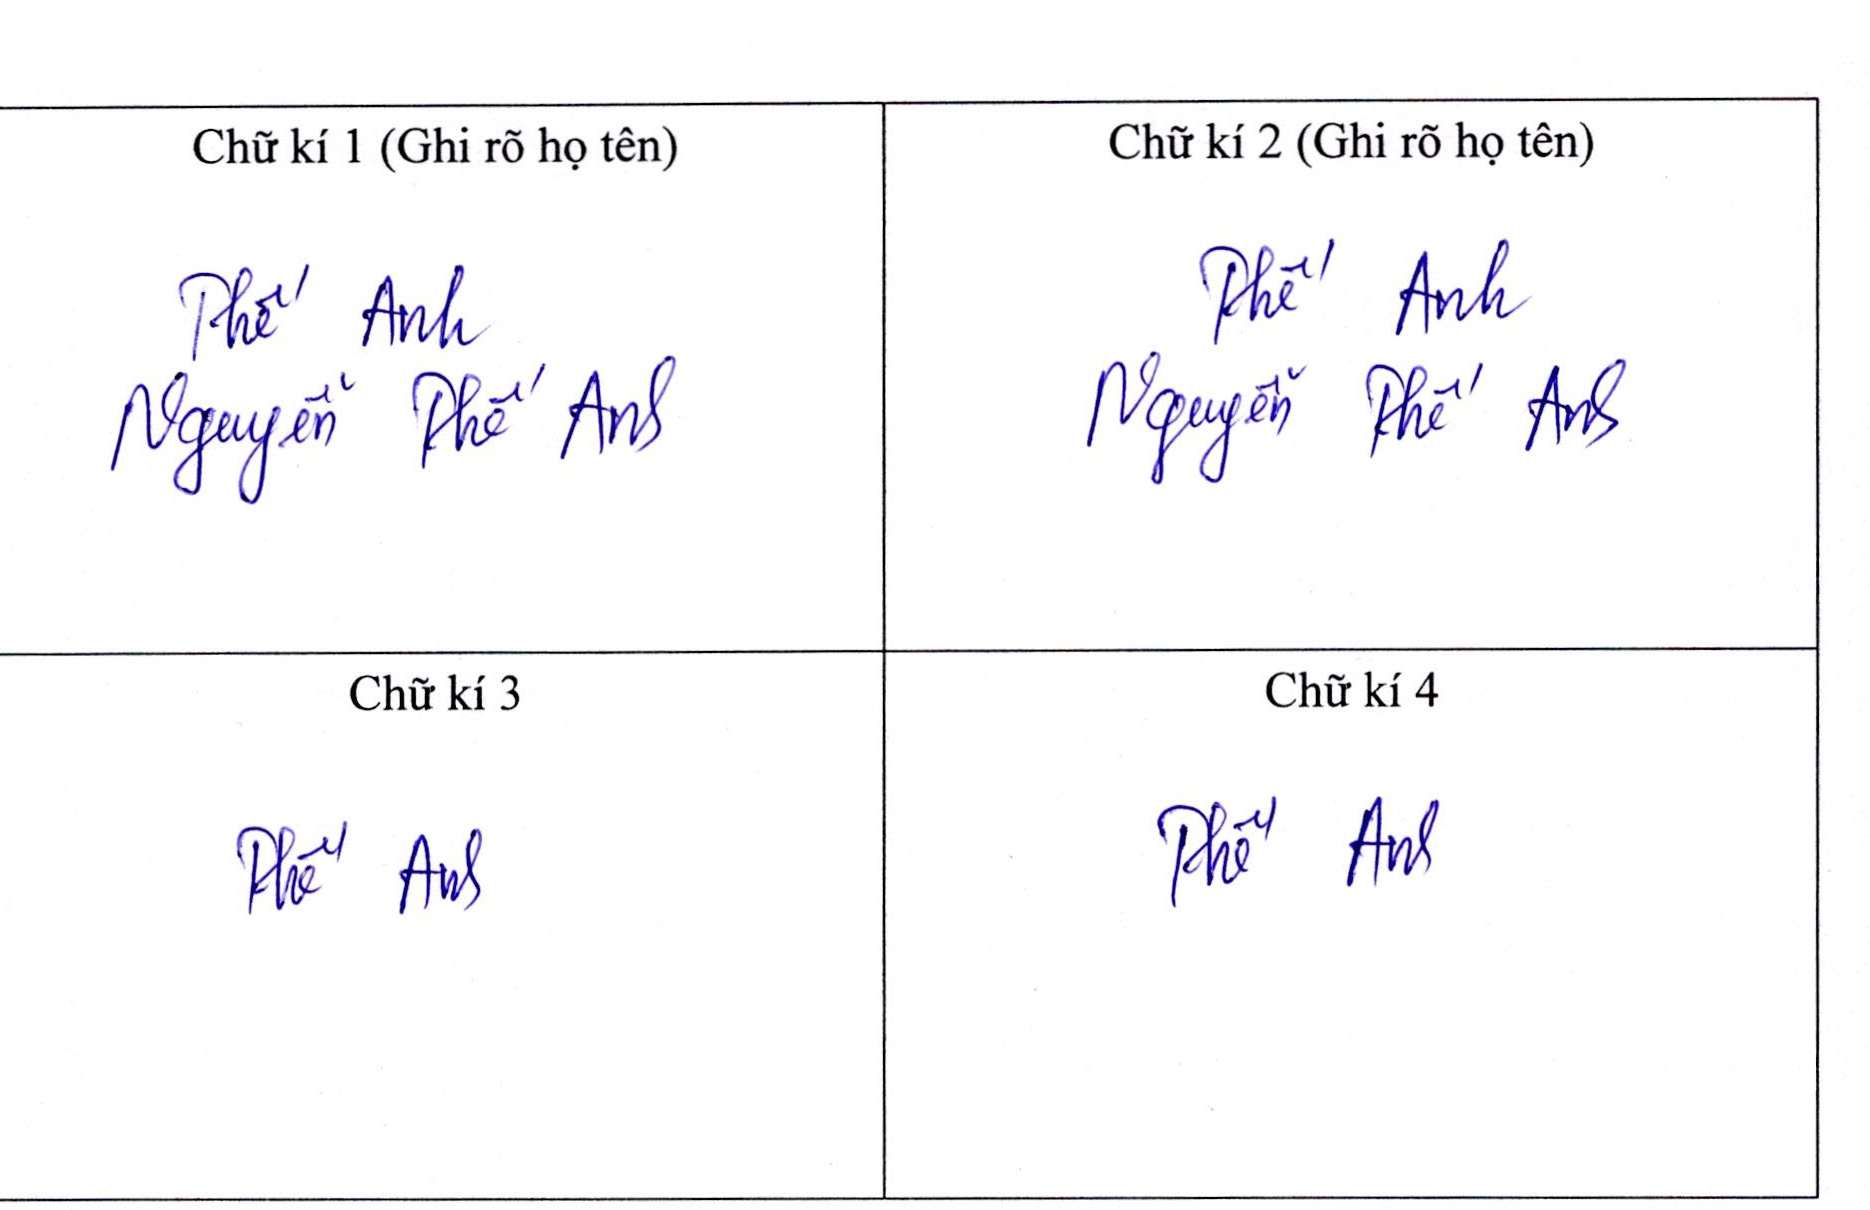 Chữ kí 1 (Ghi rõ họ tên)
Phế Anh
Nguyễn Phế Anh
Chữ kí 2 (Ghi rõ họ tên)
Phế Anh
Nguyễn Phế Anh
Chữ kí 3
Phế Anh
Chữ kí 4
Phế Anh